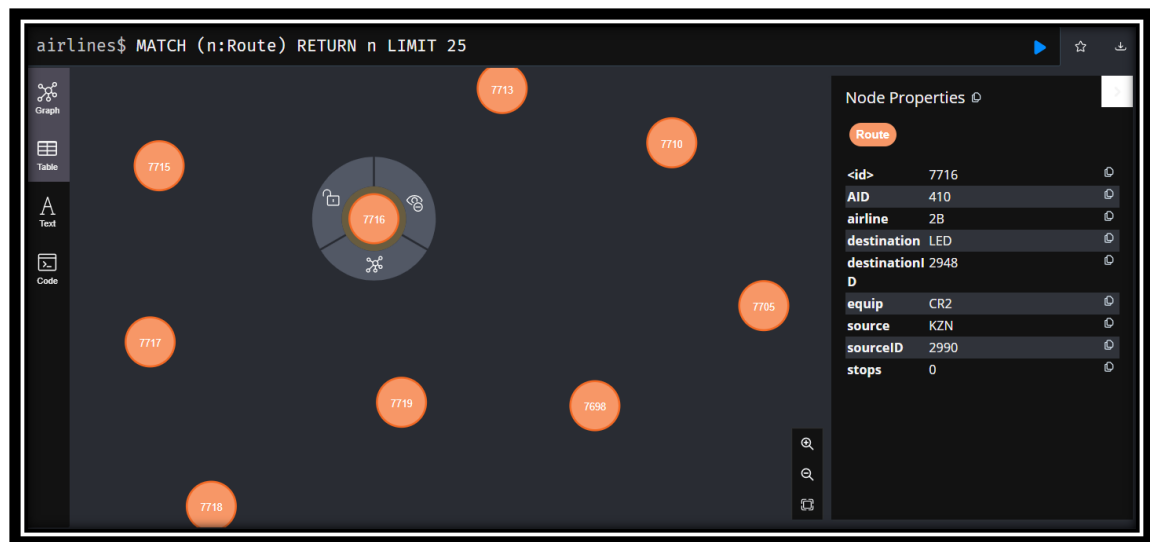 airlines$ MATCH (n:Route) RETURN n LIMIT 25
Graph
Table
Text
Code
7713
7710
7715
7716
7705
7717
7719
7698
7718
Node Properties
Route
<id> 7716
AID 410
airline 2B
destination LED
destinationI 2948
D
equip CR2
source KZN
sourceID 2990
stops 0